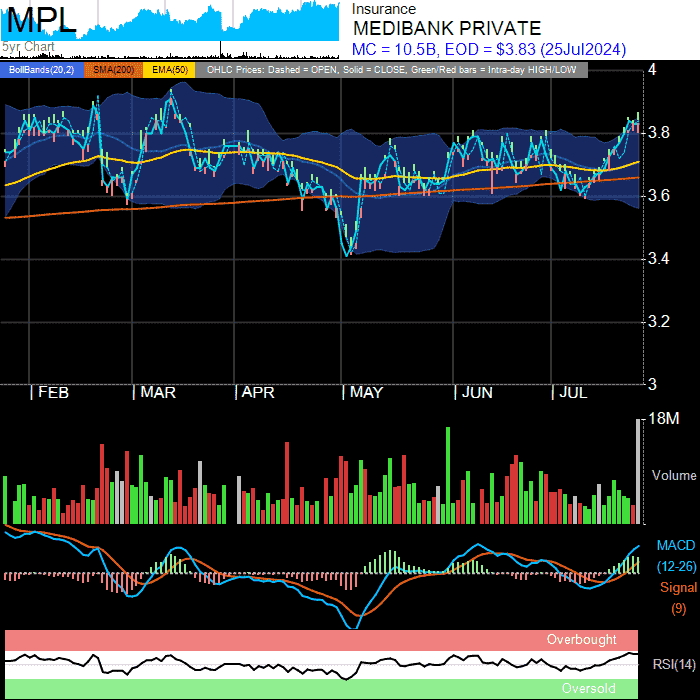 MPL
5yr Chart
Insurance
MEDIBANK PRIVATE
MC = 10.5B, EOD = $3.83 (25Jul2024)
BollBands(20,2) SMA(200) EMA(50) OHLC Prices: Dashed = OPEN, Solid = CLOSE, Green/Red bars = Intra-day HIGH/LOW
4
3.8
3.6
3.4
3.2
3
FEB MAR APR MAY JUN JUL
18M
Volume
MACD
(12-26)
Signal
(9)
Overbought
RSI(14)
Oversold